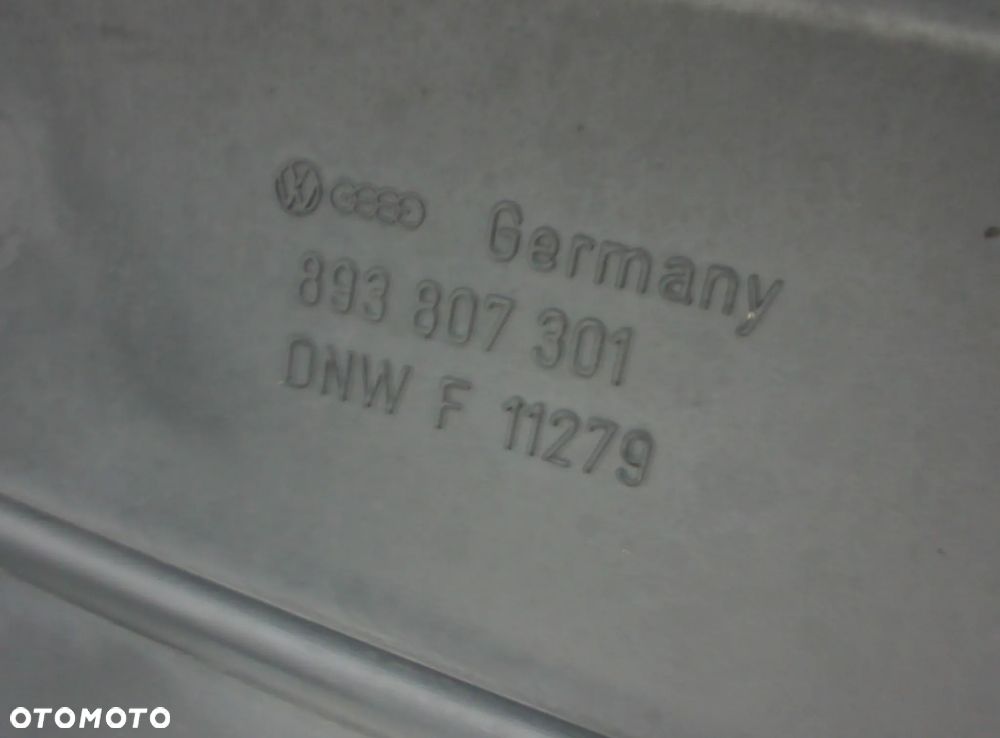 Germany
893 807 301
DNW F 11279
OTOMOTO